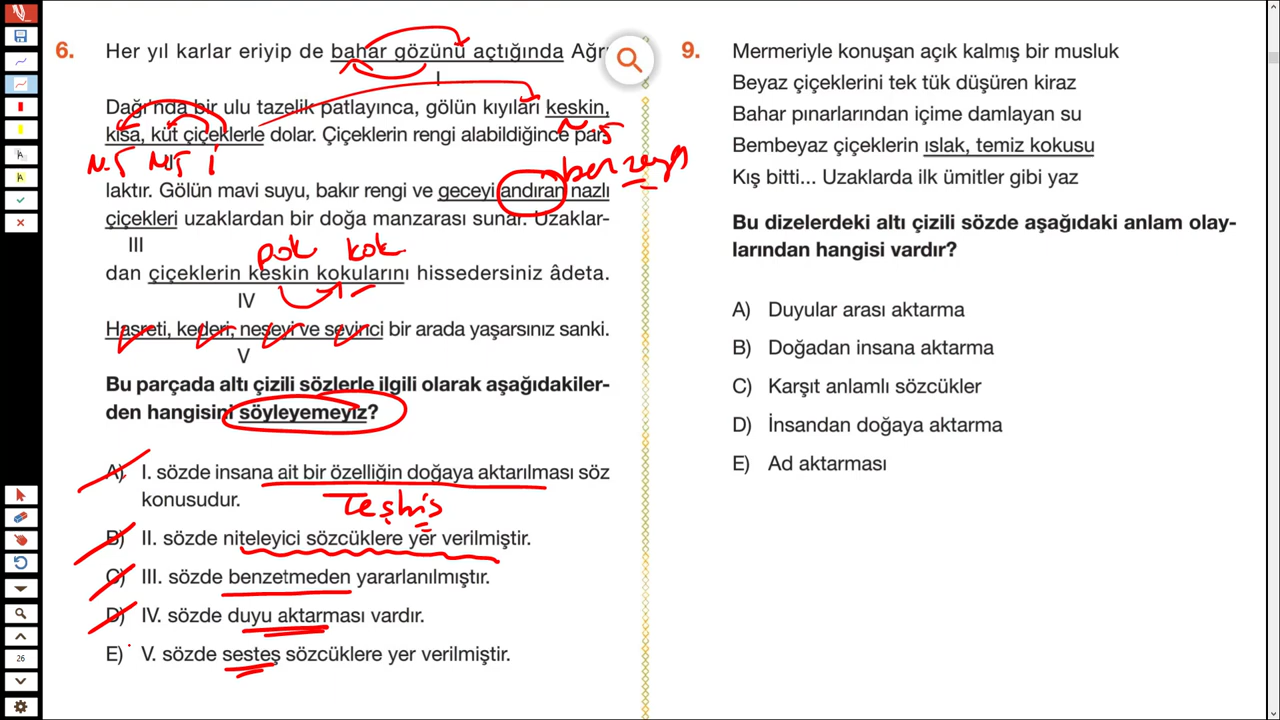 6. Her yıl karlar eriyip de bahar gözünü açtığında Ağrı
I
Dağı'nda bir ulu tazelik patlayınca, gölün kıyıları keskin,
kısa, küt çiçeklerle dolar. Çiçeklerin rengi alabildiğince par-
II
laktır. Gölün mavi suyu, bakır rengi ve geceyi andıran nazlı
çiçekleri uzaklardan bir doğa manzarası sunar. Uzaklar-
III
dan çiçeklerin keskin kokularını hissedersiniz âdeta.
IV
Hasreti, kederi, neşeyi ve sevinci bir arada yaşarsınız sanki.
V
Bu parçada altı çizili sözlerle ilgili olarak aşağıdakiler-
den hangisini söyleyemeyiz?
A) I. sözde insana ait bir özelliğin doğaya aktarılması söz
konusudur.
B) II. sözde niteleyici sözcüklere yer verilmiştir.
C) III. sözde benzetmeden yararlanılmıştır.
D) IV. sözde duyu aktarması vardır.
E) V. sözde sesteş sözcüklere yer verilmiştir.
N.S
N.S N.S İ
benzeyen
dok kok
Teşhis
9. Mermeriyle konuşan açık kalmış bir musluk
Beyaz çiçeklerini tek tük düşüren kiraz
Bahar pınarlarından içime damlayan su
Bembeyaz çiçeklerin ıslak, temiz kokusu
Kış bitti... Uzaklarda ilk ümitler gibi yaz
Bu dizelerdeki altı çizili sözde aşağıdaki anlam olay-
larından hangisi vardır?
A) Duyular arası aktarma
B) Doğadan insana aktarma
C) Karşıt anlamlı sözcükler
D) İnsandan doğaya aktarma
E) Ad aktarması
26